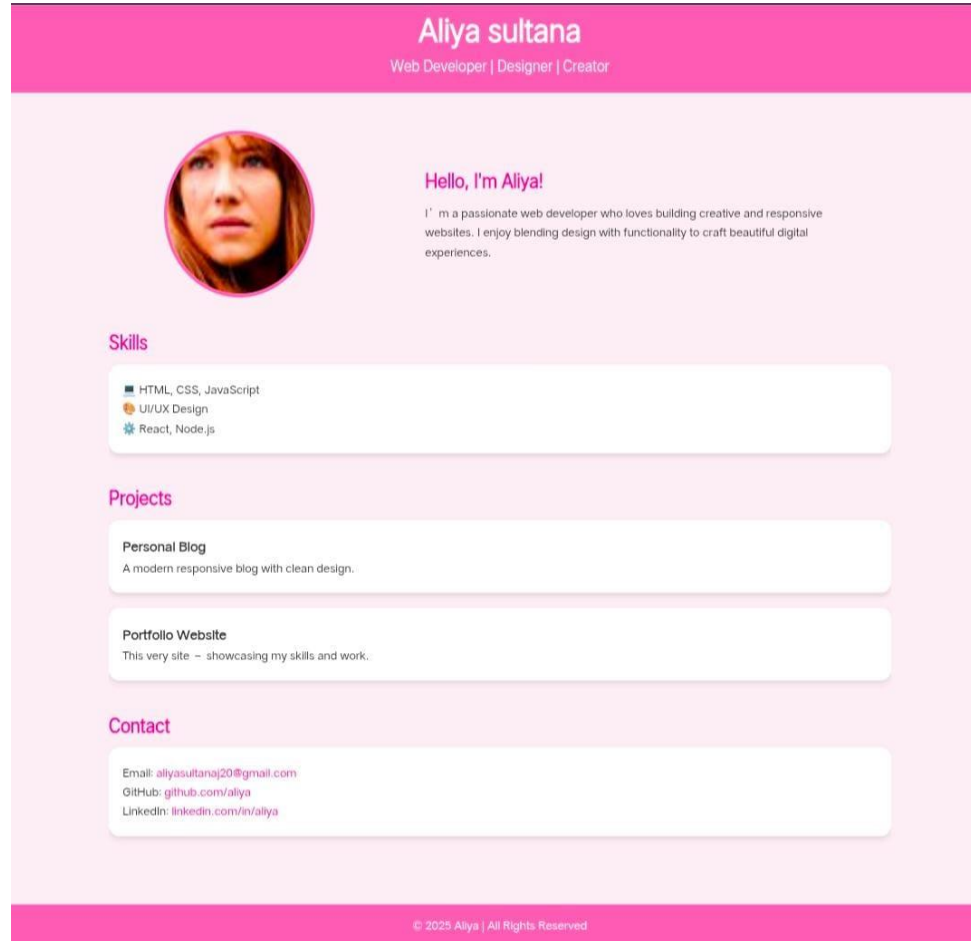 Aliya sultana
Web Developer | Designer | Creator
Hello, I'm Aliya!
I' m a passionate web developer who loves building creative and responsive
websites. I enjoy blending design with functionality to craft beautiful digital
experiences.
Skills
💻 HTML, CSS, JavaScript
🎨 UI/UX Design
⚙️ React, Node.js
Projects
Personal Blog
A modern responsive blog with clean design.
Portfolio Website
This very site – showcasing my skills and work.
Contact
Email: aliyasultanaj20@gmail.com
GitHub: github.com/aliya
LinkedIn: linkedin.com/in/aliya
© 2025 Aliya | All Rights Reserved